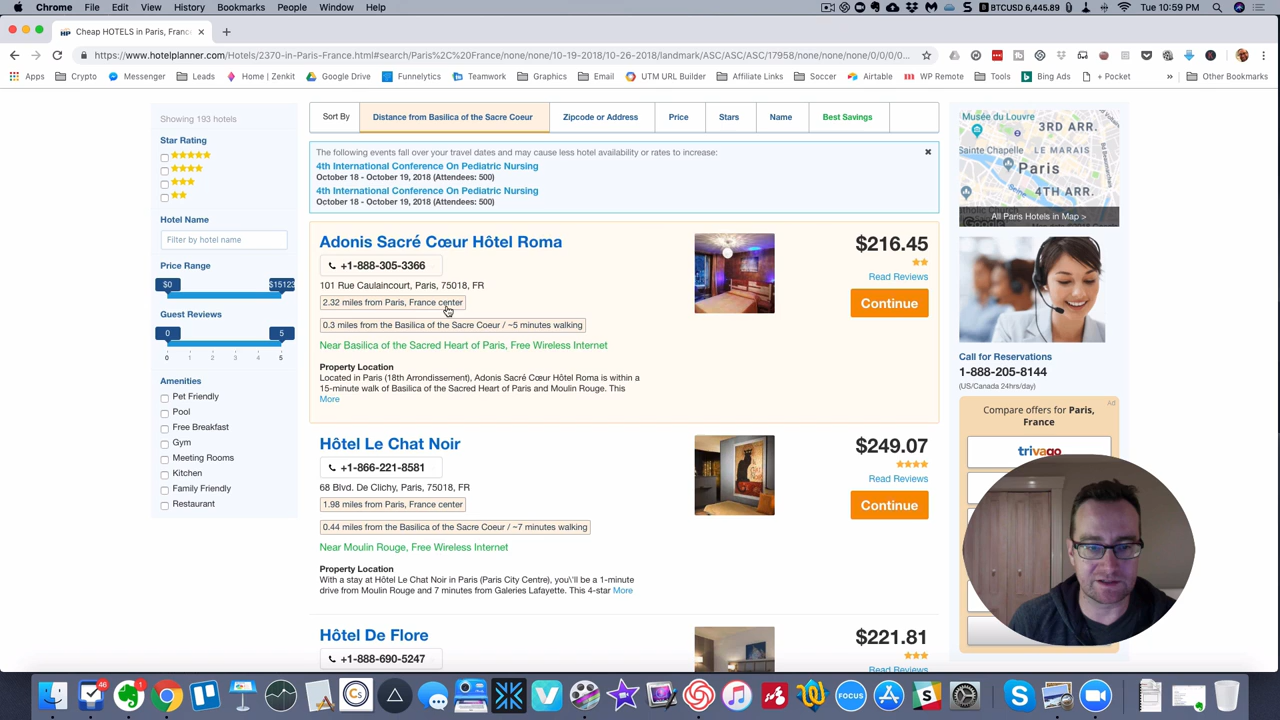 Chrome File Edit View History Bookmarks People Window Help
BTCUSD 6,445.89
Tue 10:59 PM
Cheap HOTELS in Paris, Franc
https://www.hotelplanner.com/Hotels/2370-in-Paris-France.html#search/Paris%2C%20France/none/none/10-19-2018/10-26-2018/landmark/ASC/ASC/ASC/17958/none/none/0/0/0...
Apps Crypto Messenger Leads Home | Zenkit Google Drive Funnelytics Teamwork Graphics Email UTM URL Builder Affiliate Links Soccer Airtable WP Remote Tools Bing Ads + Pocket » Other Bookmarks
Showing 193 hotels
Star Rating
Hotel Name
Filter by hotel name
Price Range
$0 $15123
Guest Reviews
0 5
0 1 2 3 4 5
Amenities
Pet Friendly
Pool
Free Breakfast
Gym
Meeting Rooms
Kitchen
Family Friendly
Restaurant
Sort By Distance from Basilica of the Sacre Coeur Zipcode or Address Price Stars Name Best Savings
The following events fall over your travel dates and may cause less hotel availability or rates to increase:
4th International Conference On Pediatric Nursing
October 18 - October 19, 2018 (Attendees: 500)
4th International Conference On Pediatric Nursing
October 18 - October 19, 2018 (Attendees: 500)
Adonis Sacré Cœur Hôtel Roma
+1-888-305-3366
101 Rue Caulaincourt, Paris, 75018, FR
2.32 miles from Paris, France center
0.3 miles from the Basilica of the Sacre Coeur / ~5 minutes walking
Near Basilica of the Sacred Heart of Paris, Free Wireless Internet
Property Location
Located in Paris (18th Arrondissement), Adonis Sacré Cœur Hôtel Roma is within a
15-minute walk of Basilica of the Sacred Heart of Paris and Moulin Rouge. This
More
$216.45
Read Reviews
Continue
Hôtel Le Chat Noir
+1-866-221-8581
68 Blvd. De Clichy, Paris, 75018, FR
1.98 miles from Paris, France center
0.44 miles from the Basilica of the Sacre Coeur / ~7 minutes walking
Near Moulin Rouge, Free Wireless Internet
Property Location
With a stay at Hôtel Le Chat Noir in Paris (Paris City Centre), you\'ll be a 1-minute
drive from Moulin Rouge and 7 minutes from Galeries Lafayette. This 4-star More
$249.07
Read Reviews
Continue
Hôtel De Flore
+1-888-690-5247
$221.81
Read Reviews
Musée du Louvre
3RD ARR.
Sainte Chapelle
LE MARAIS
Paris
4TH ARR.
All Paris Hotels in Map >
Call for Reservations
1-888-205-8144
(US/Canada 24hrs/day)
Ad
Compare offers for Paris,
France
trivago
46
1
FOCUS